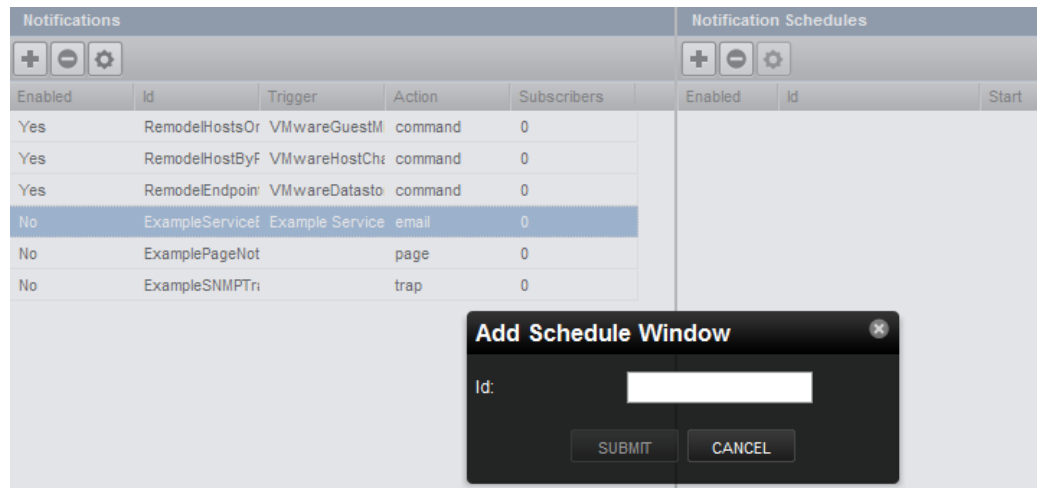 Notifications Notification Schedules
Enabled Id Trigger Action Subscribers Enabled Id Start
Yes RemodelHostsOr VMwareGuestM command 0
Yes RemodelHostByF VMwareHostCha command 0
Yes RemodelEndpoin VMwareDatasto command 0
No ExampleServiceE Example Service email 0
No ExamplePageNot page 0
No ExampleSNMPTra trap 0
Add Schedule Window
Id:
SUBMIT CANCEL